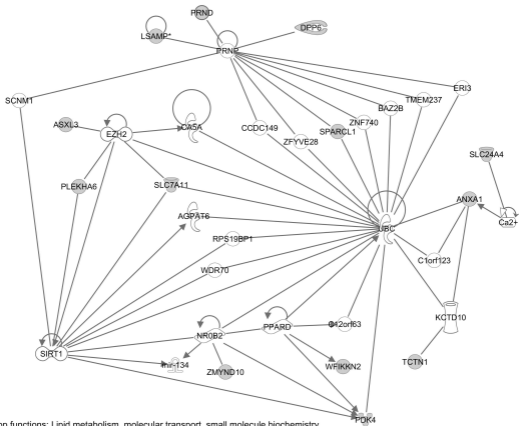 PRND
LSAMP*
DPP6
PRNP
SCNM1
ERI3
TMEM237
BAZ2B
ASXL3
EZH2
CA5A
CCDC149
ZNF740
SPARCL1
ZFYVE28
SLC24A4
PLEKHA6
SLC7A11
ANXA1
AGPAT6
UBC
Ca2+
RPS19BP1
C1orf123
WDR70
KCTD10
SIRT1
NR0B2
PPARD
C12orf63
mir-134
ZMYND10
WFIKKN2
TCTN1
PDK4
functions: Lipid metabolism, molecular transport, small molecule biochemistry